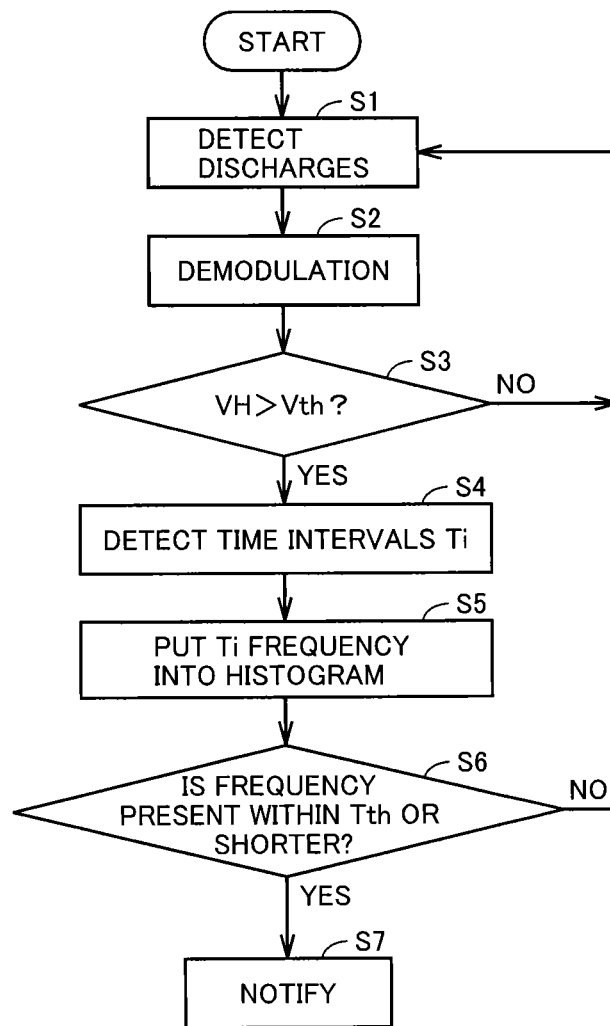 START
S1
DETECT
DISCHARGES
S2
DEMODULATION
S3
VH>Vth?
NO
YES
S4
DETECT TIME INTERVALS Ti
S5
PUT Ti FREQUENCY
INTO HISTOGRAM
S6
IS FREQUENCY
PRESENT WITHIN Tth OR
SHORTER?
NO
YES
S7
NOTIFY